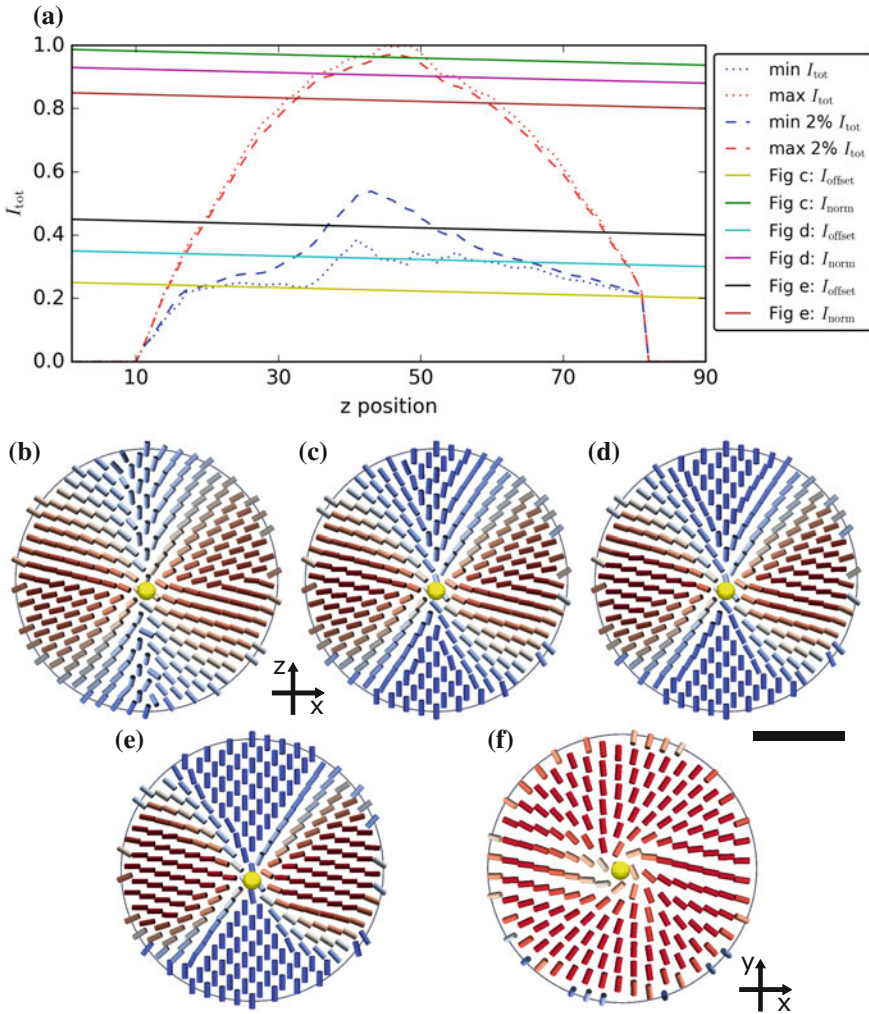 (a)
1.0
0.8
0.6
0.4
0.2
0.0
I_tot
10
30
50
70
90
z position
min I_tot
max I_tot
min 2% I_tot
max 2% I_tot
Fig c: I_offset
Fig c: I_norm
Fig d: I_offset
Fig d: I_norm
Fig e: I_offset
Fig e: I_norm
(b)
(c)
(d)
z
x
(e)
(f)
y
x